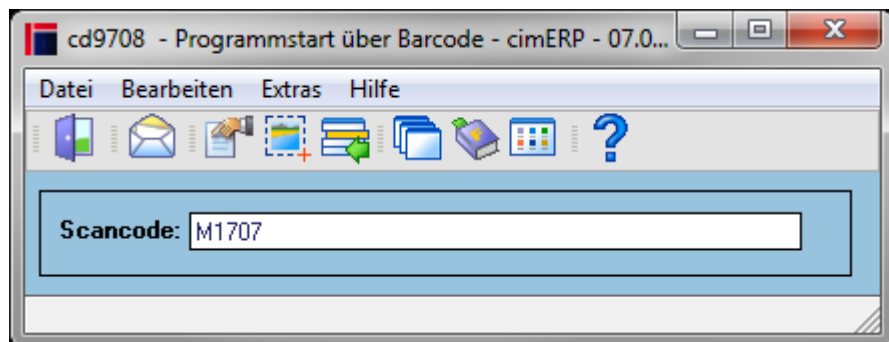 cd9708 - Programmstart über Barcode - cimERP - 07.0...
Datei Bearbeiten Extras Hilfe
Scancode: M1707